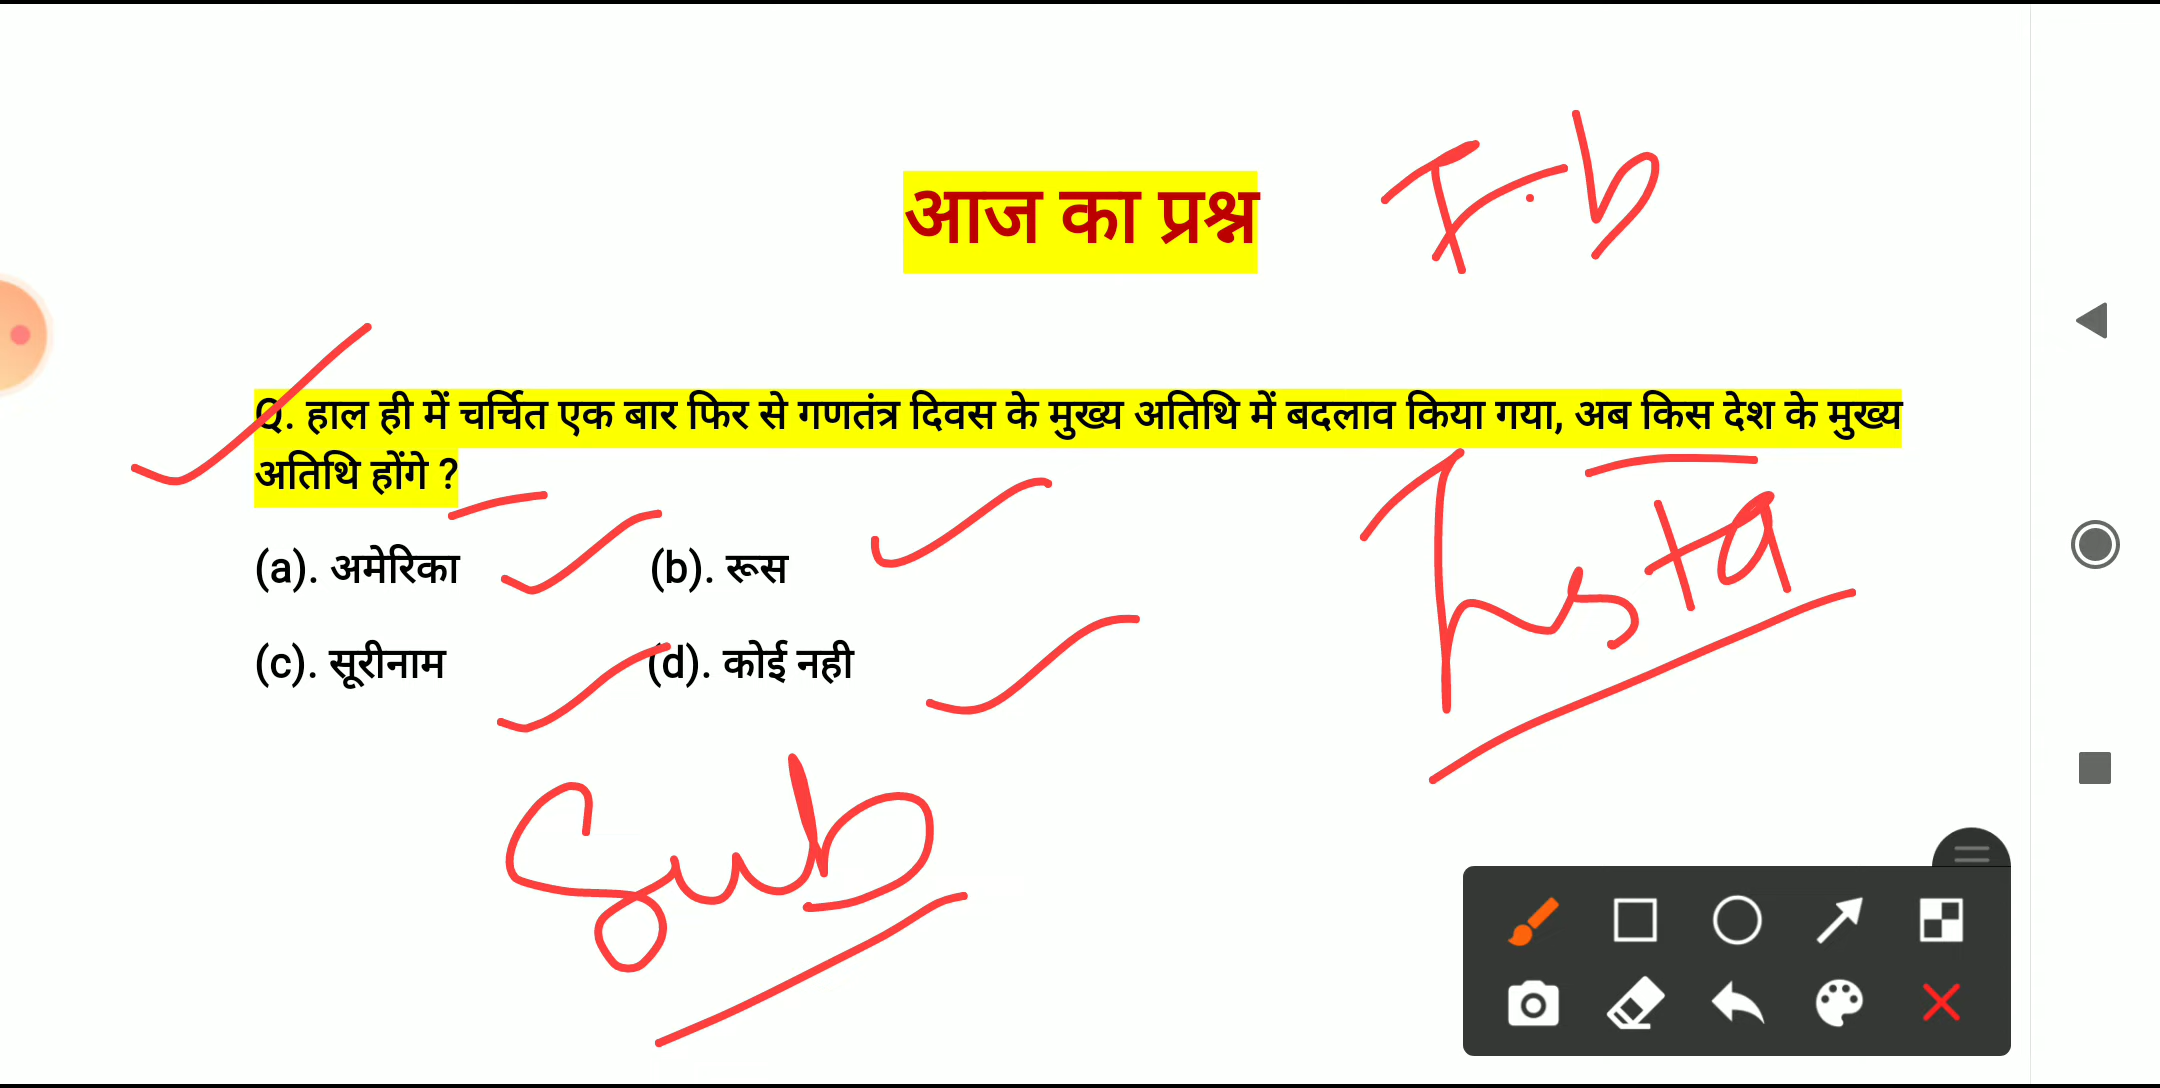 आज का प्रश्न
F.b
Q. हाल ही में चर्चित एक बार फिर से गणतंत्र दिवस के मुख्य अतिथि में बदलाव किया गया, अब किस देश के मुख्य
अतिथि होंगे ?
(a). अमेरिका (b). रूस
(c). सूरीनाम (d). कोई नही
Insta
Sub